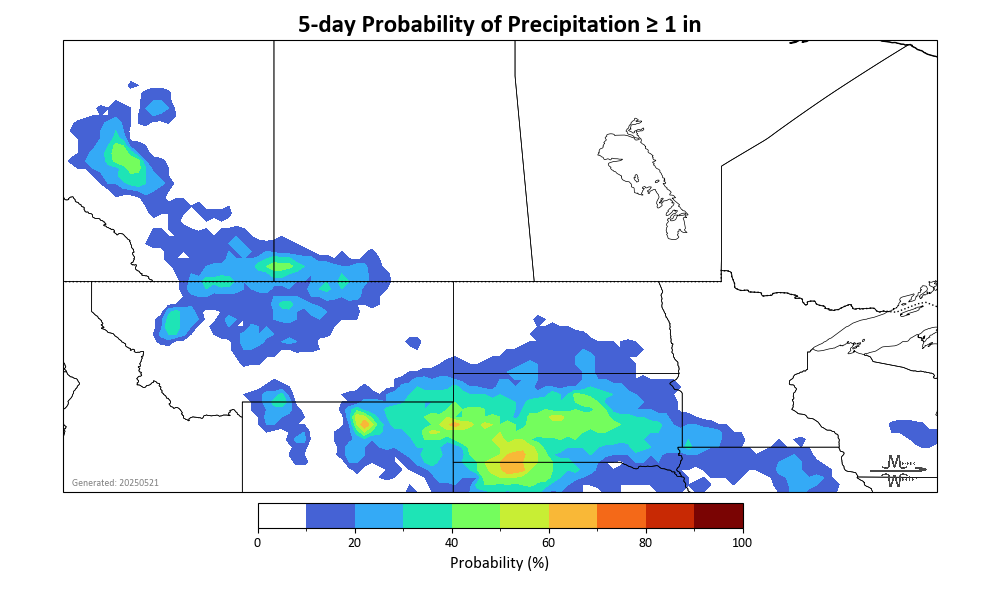 5-day Probability of Precipitation ≥ 1 in
Generated: 20250521
0 20 40 60 80 100
Probability (%)